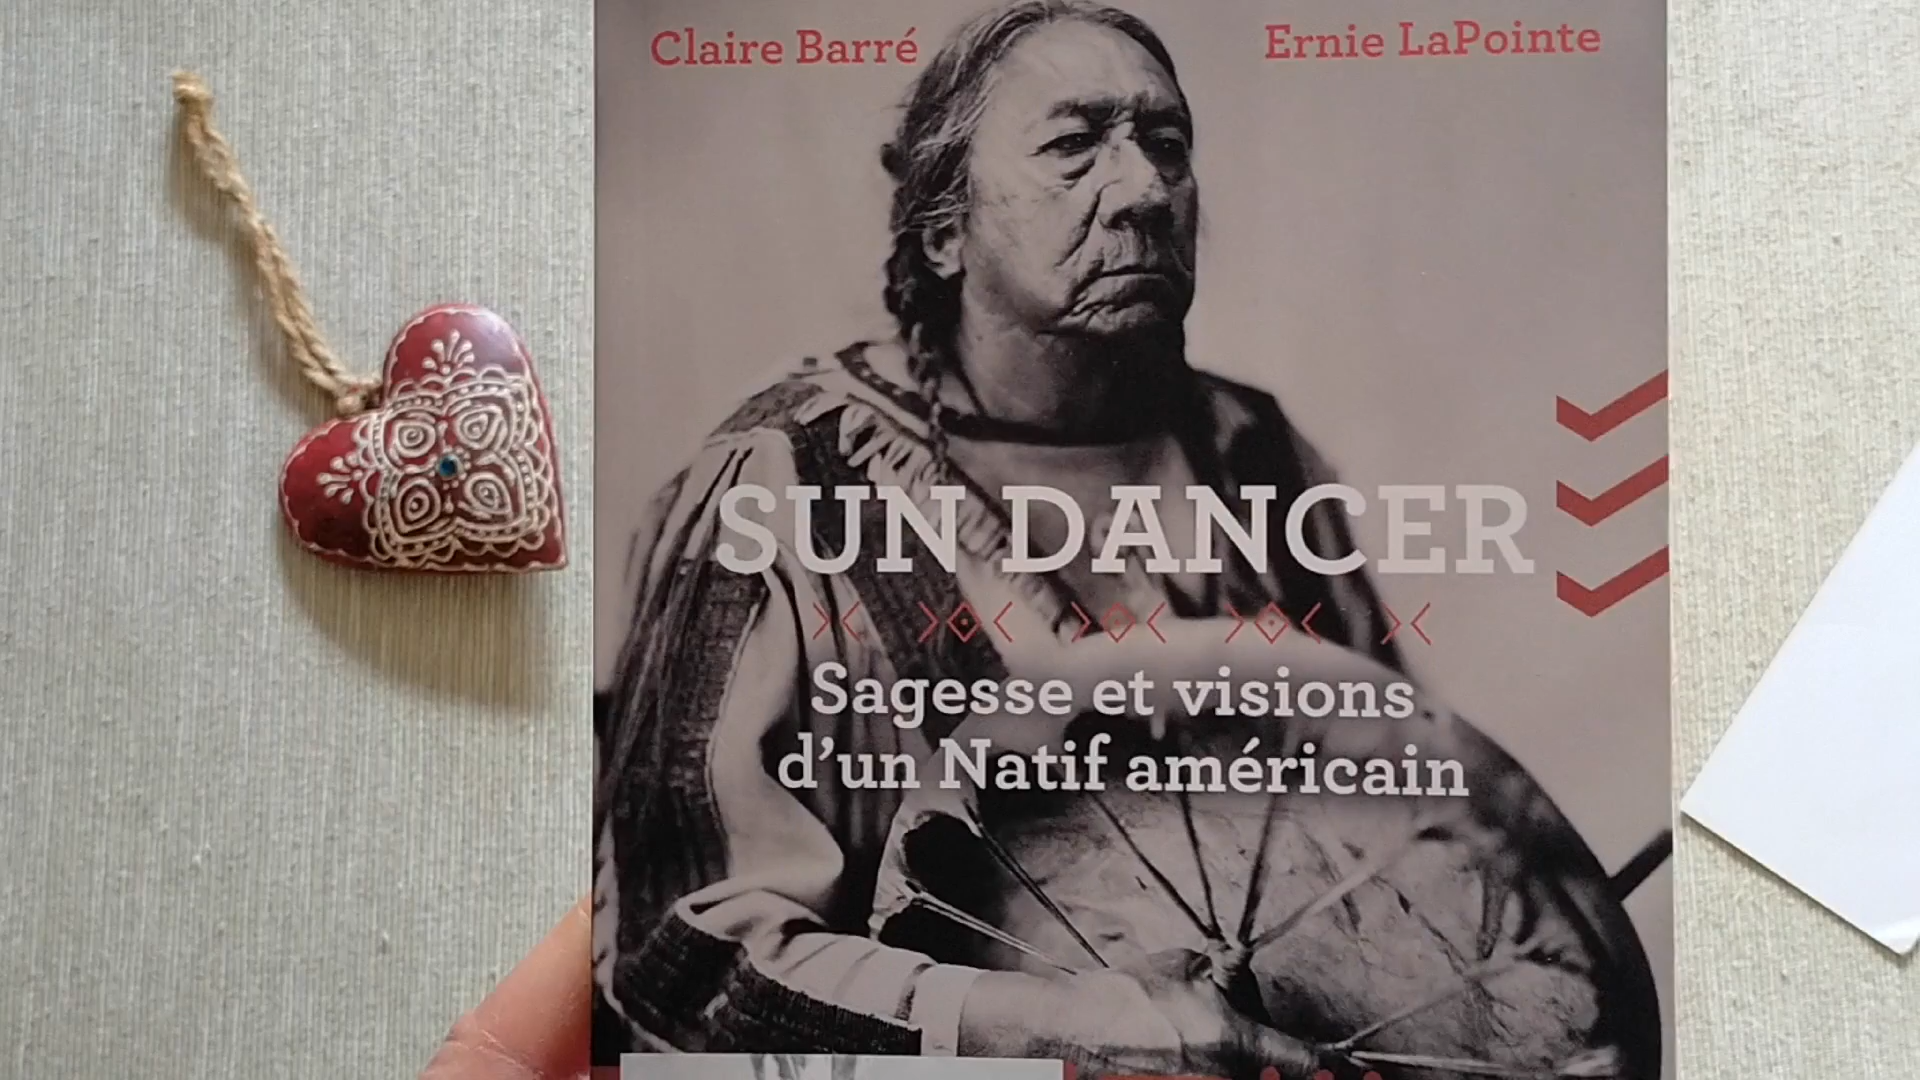 Claire Barré
Ernie LaPointe
SUN DANCER
Sagesse et visions
d’un Natif américain